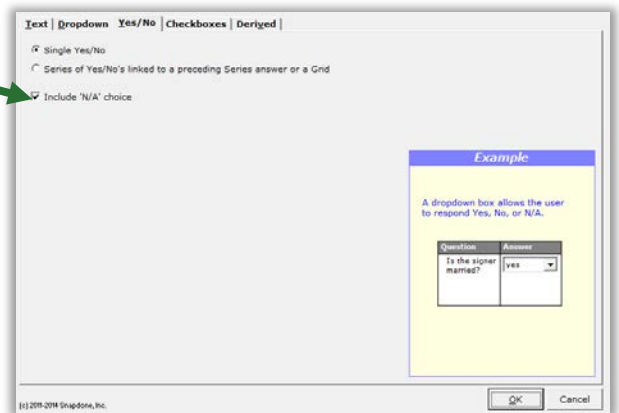 Text | Dropdown Yes/No | Checkboxes | Derived |
Single Yes/No
Series of Yes/No's linked to a preceding Series answer or a Grid
Include 'N/A' choice
Example
A dropdown box allows the user
to respond Yes, No, or N/A.
Question Answer
Is the signer yes
married?
(c) 2011-2014 Snapdone, Inc.
OK Cancel